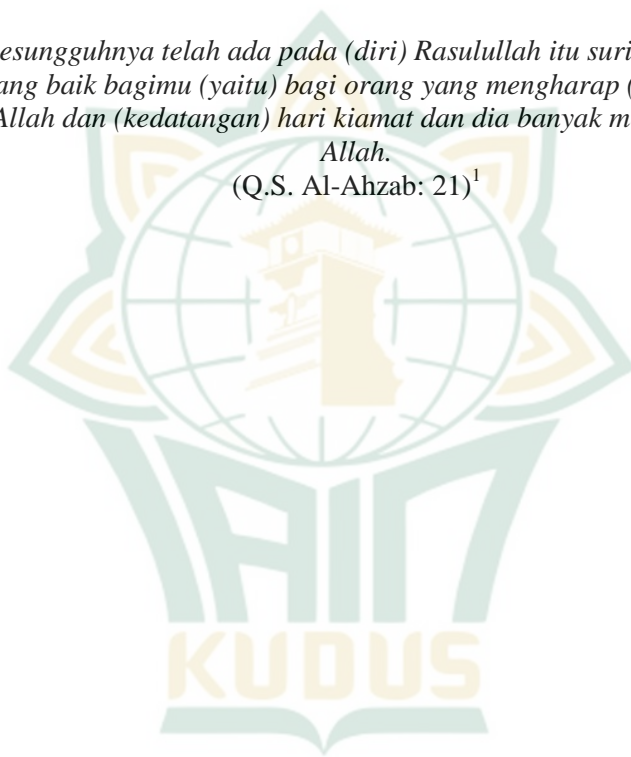 esungguhnya telah ada pada (diri) Rasulullah itu suri
ang baik bagimu (yaitu) bagi orang yang mengharap (
Allah dan (kedatangan) hari kiamat dan dia banyak m
Allah.
(Q.S. Al-Ahzab: 21)1
IAIN
KUDUS